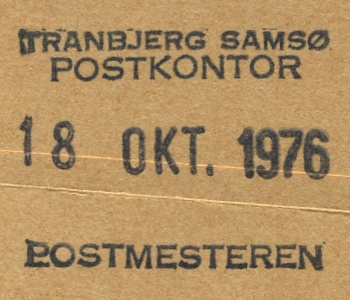 TRANBJERG SAMSØ
POSTKONTOR
18 OKT. 1976
POSTMESTEREN